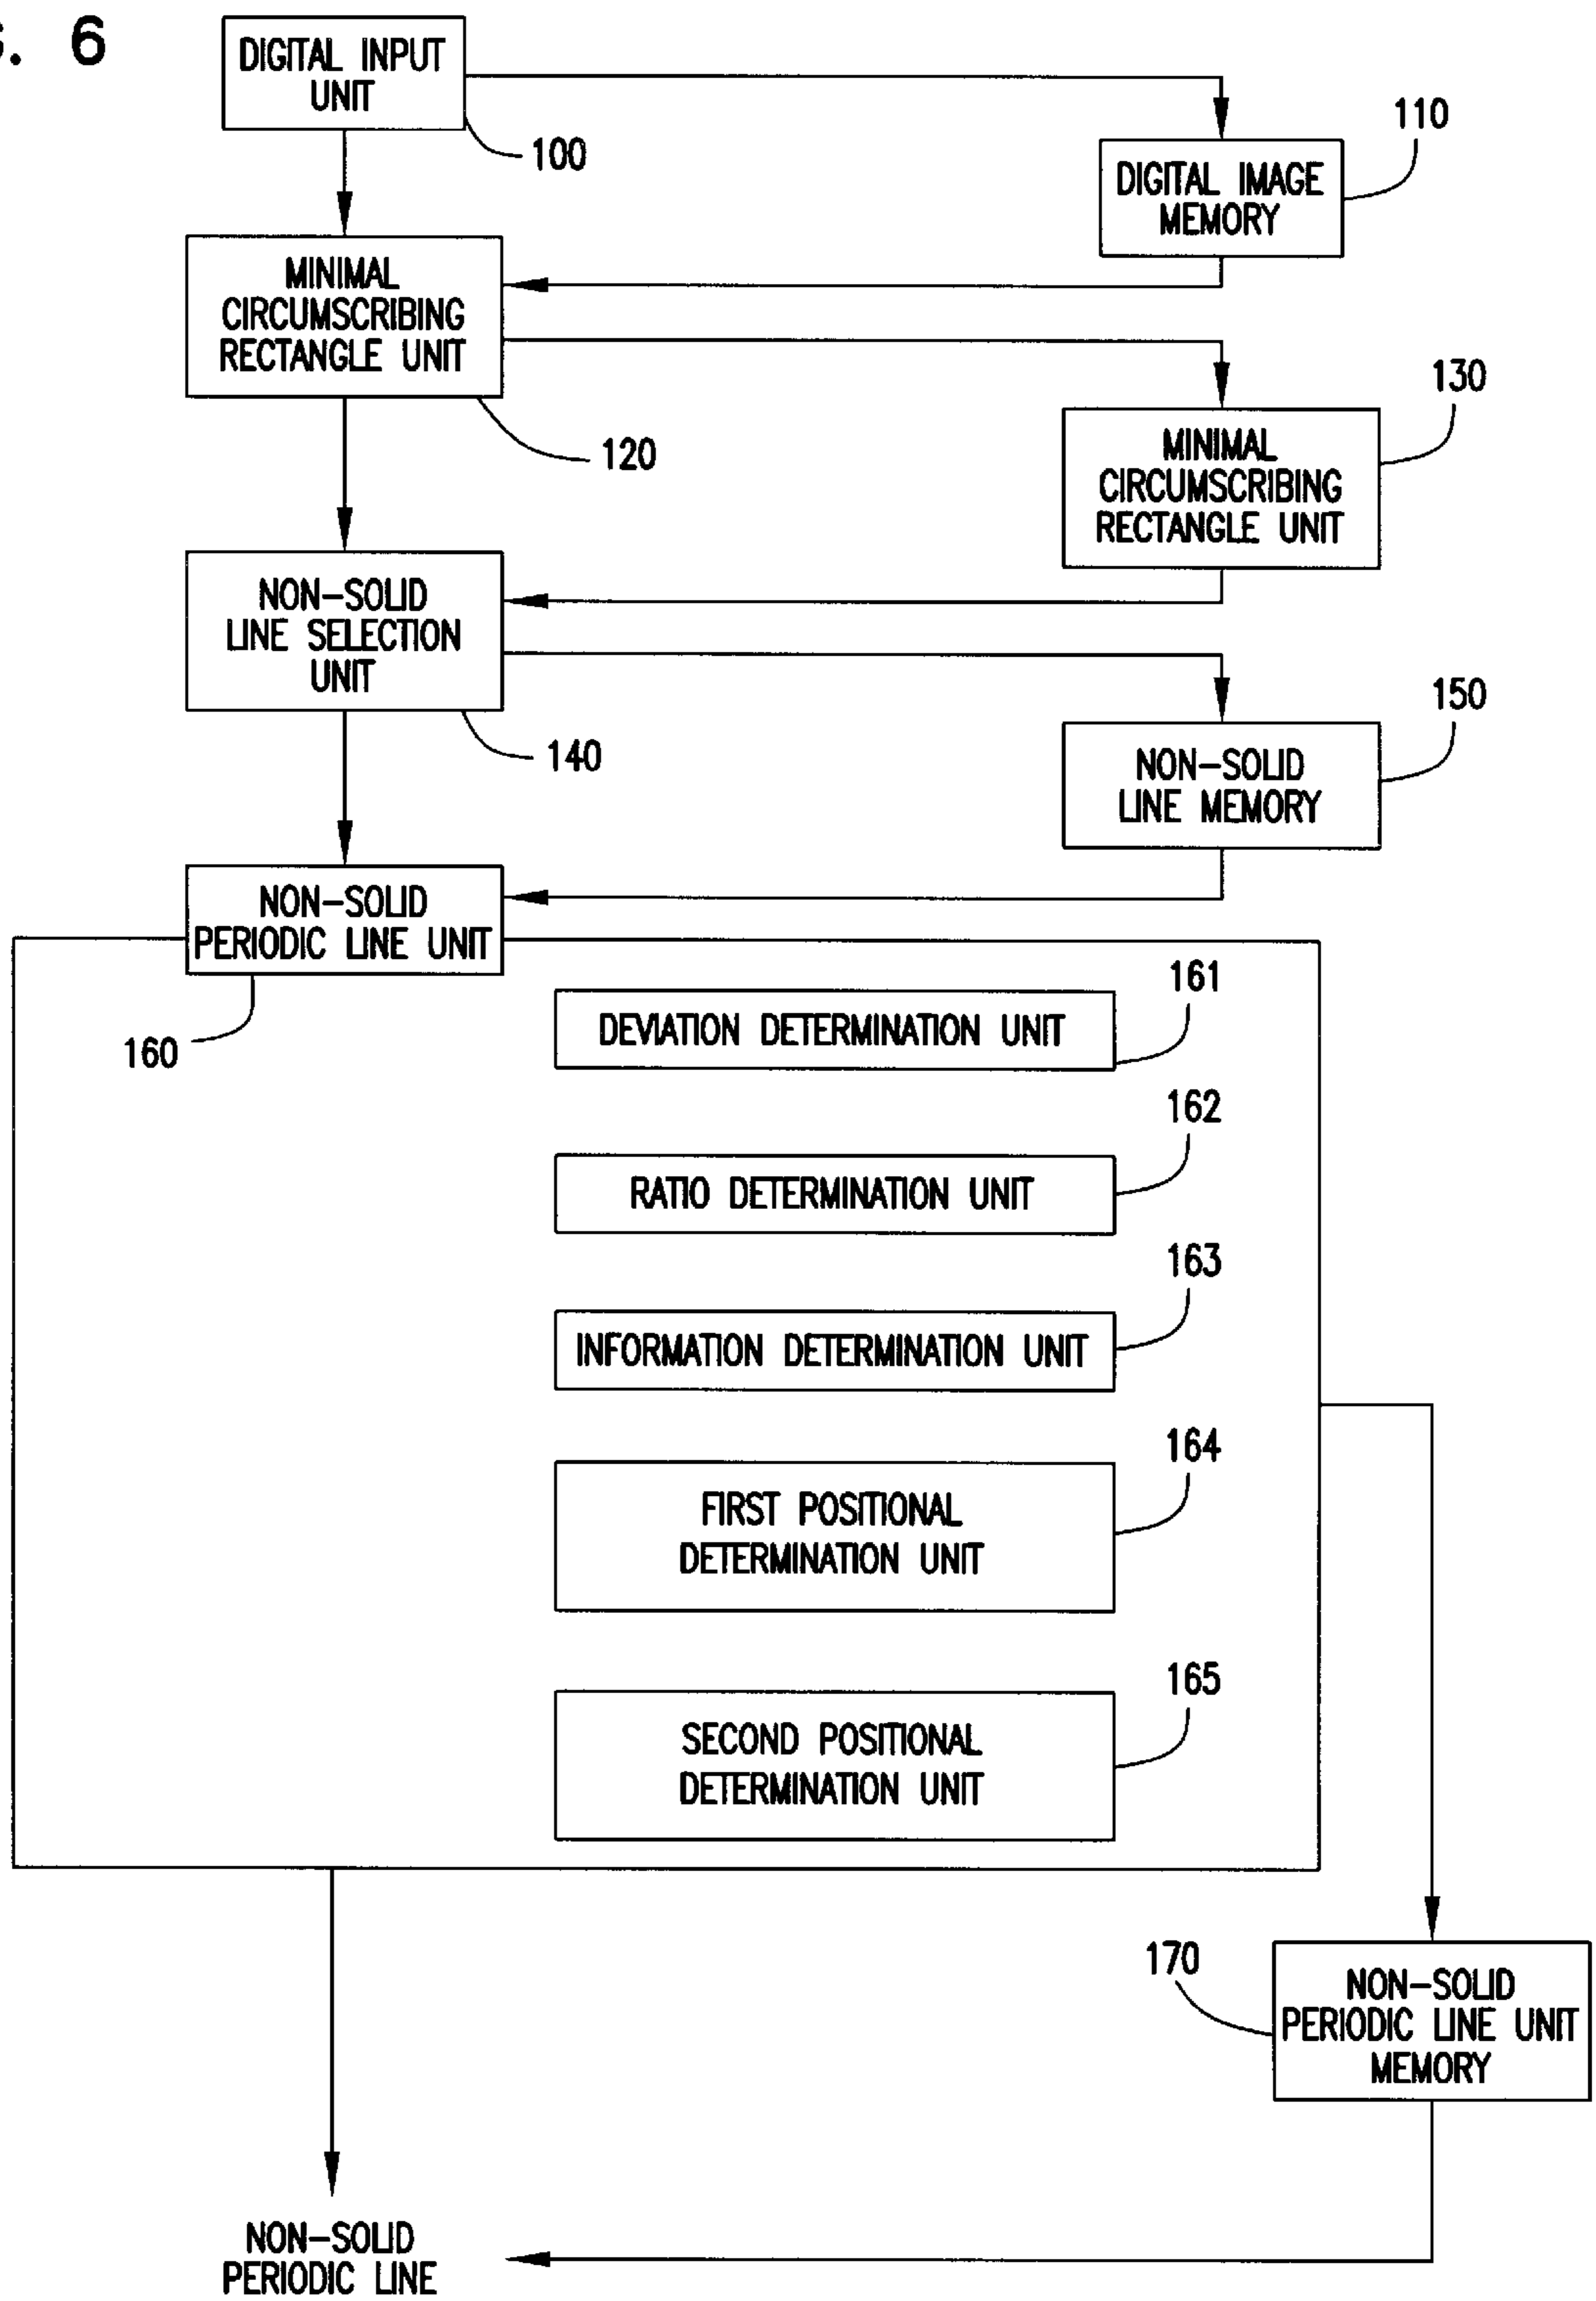 6
DIGITAL INPUT
UNIT
100
110
DIGITAL IMAGE
MEMORY
MINIMAL
CIRCUMSCRIBING
RECTANGLE UNIT
120
130
MINIMAL
CIRCUMSCRIBING
RECTANGLE UNIT
NON-SOLID
LINE SELECTION
UNIT
140
150
NON-SOLID
LINE MEMORY
NON-SOLID
PERIODIC LINE UNIT
160
161
DEVIATION DETERMINATION UNIT
162
RATIO DETERMINATION UNIT
163
INFORMATION DETERMINATION UNIT
164
FIRST POSITIONAL
DETERMINATION UNIT
165
SECOND POSITIONAL
DETERMINATION UNIT
170
NON-SOLID
PERIODIC LINE UNIT
MEMORY
NON-SOLID
PERIODIC LINE